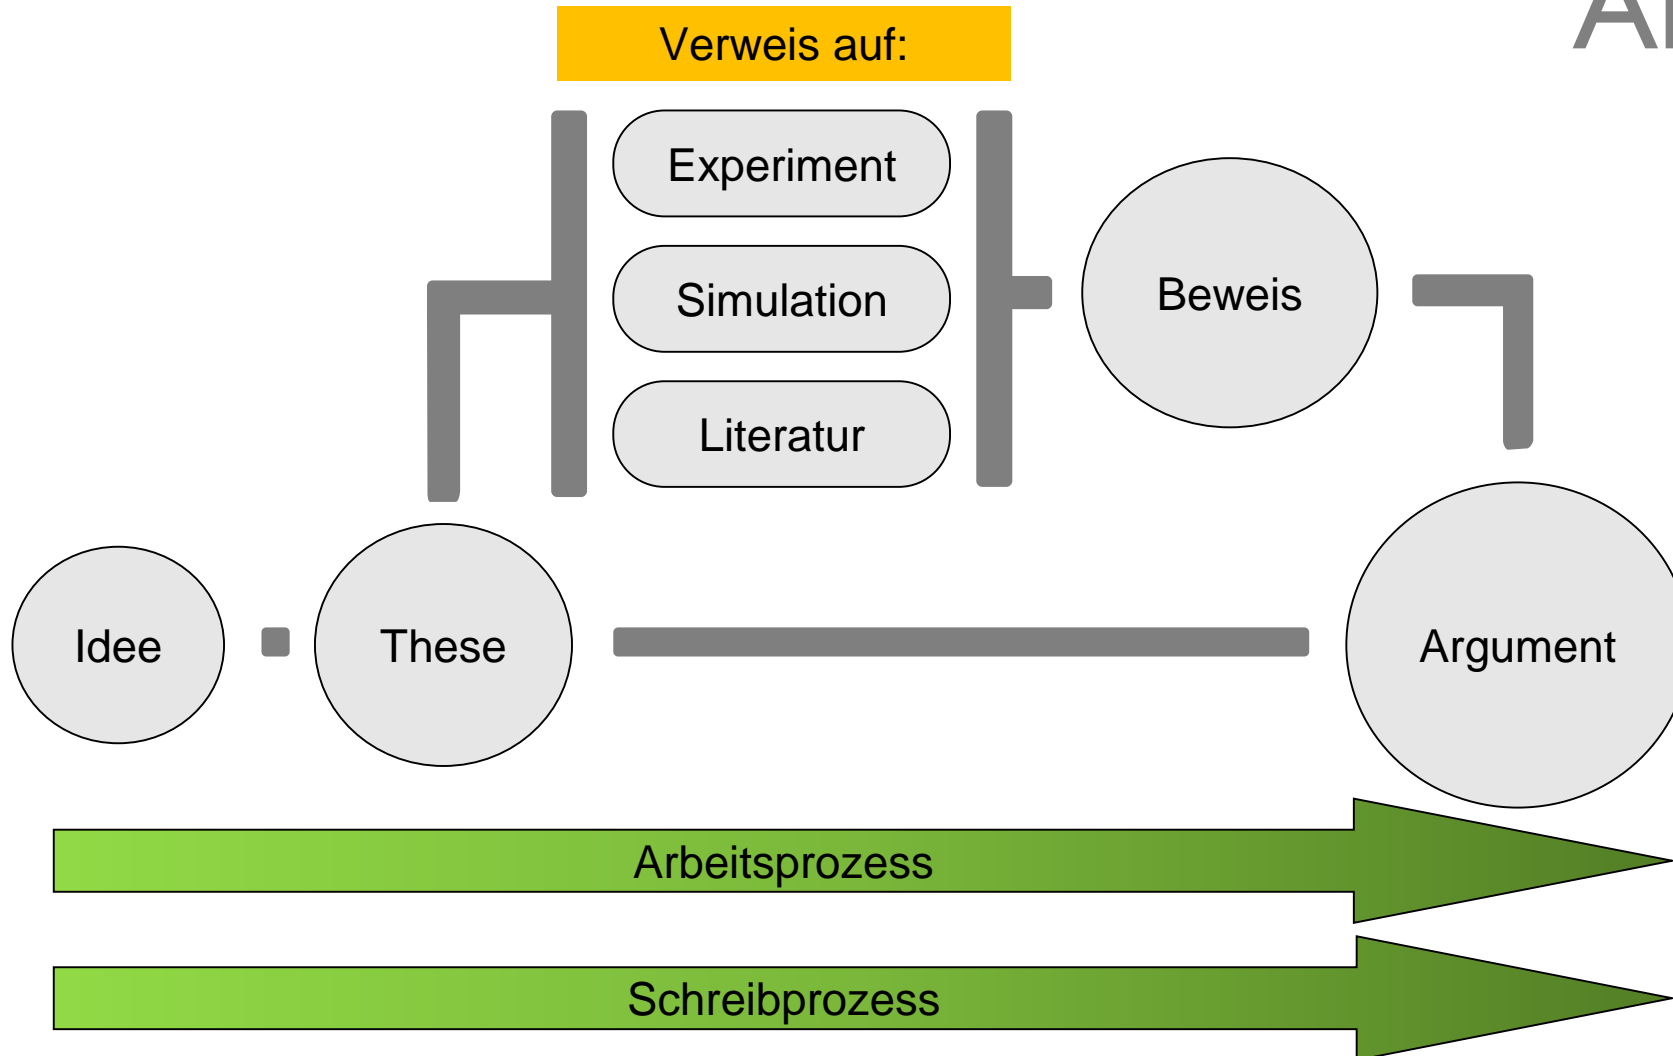 Verweis auf:
Experiment
Simulation
Literatur
Beweis
Idee
These
Argument
Arbeitsprozess
Schreibprozess